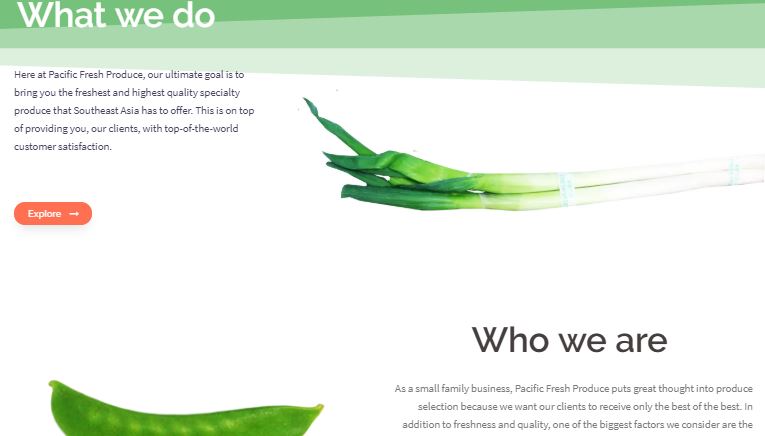 What we do
Here at Pacific Fresh Produce, our ultimate goal is to
bring you the freshest and highest quality specialty
produce that Southeast Asia has to offer. This is on top
of providing you, our clients, with top-of-the-world
customer satisfaction.
Explore →
Who we are
As a small family business, Pacific Fresh Produce puts great thought into produce
selection because we want our clients to receive only the best of the best. In
addition to freshness and quality, one of the biggest factors we consider are the